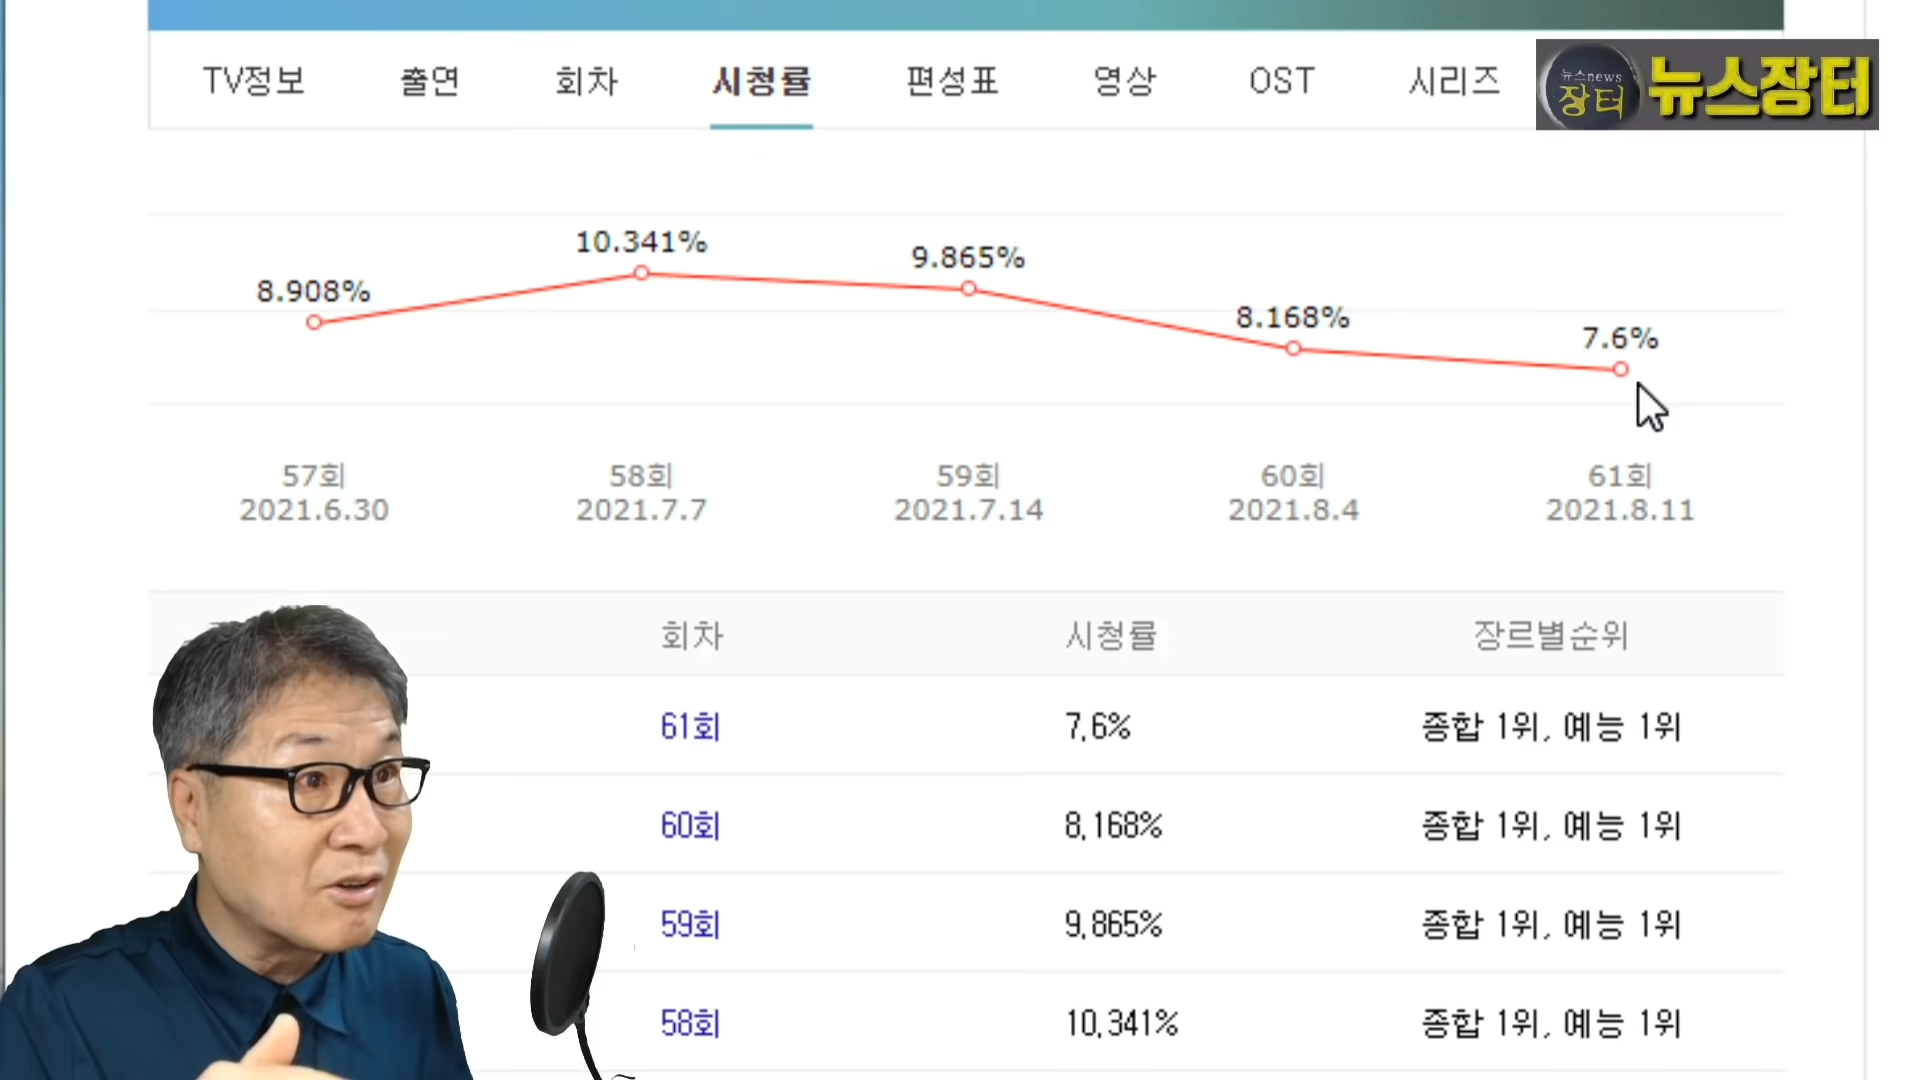 TV정보 출연 회차 시청률 편성표 영상 OST 시리즈
뉴스news
장터
뉴스장터
8.908% 10.341% 9.865% 8.168% 7.6%
57회 58회 59회 60회 61회
2021.6.30 2021.7.7 2021.7.14 2021.8.4 2021.8.11
회차 시청률 장르별순위
61회 7.6% 종합 1위, 예능 1위
60회 8.168% 종합 1위, 예능 1위
59회 9.865% 종합 1위, 예능 1위
58회 10.341% 종합 1위, 예능 1위